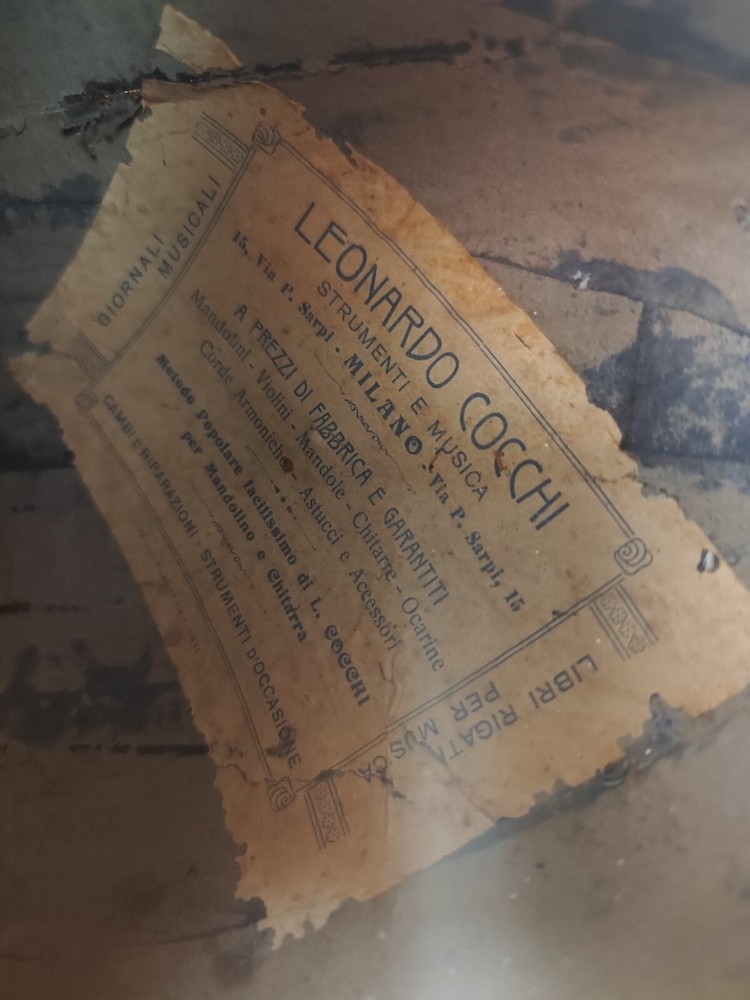 LEONARDO COCCHI
STRUMENTI E MUSICA
15, Via P. Sarpi - MILANO - Via P. Sarpi, 15
A PREZZI DI FABBRICA E GARANTITI
Mandolini - Violini - Mandole - Chitarre - Ocarine
Corde Armoniche - Astucci e Accessori
Metodo Popolare facilissimo di L. COCCHI
per Mandolino e Chitarra
CAMBI E RIPARAZIONI - STRUMENTI D'OCCASIONE
GIORNALI
MUSICALI
LIBRI RIGATI
PER MUSICA